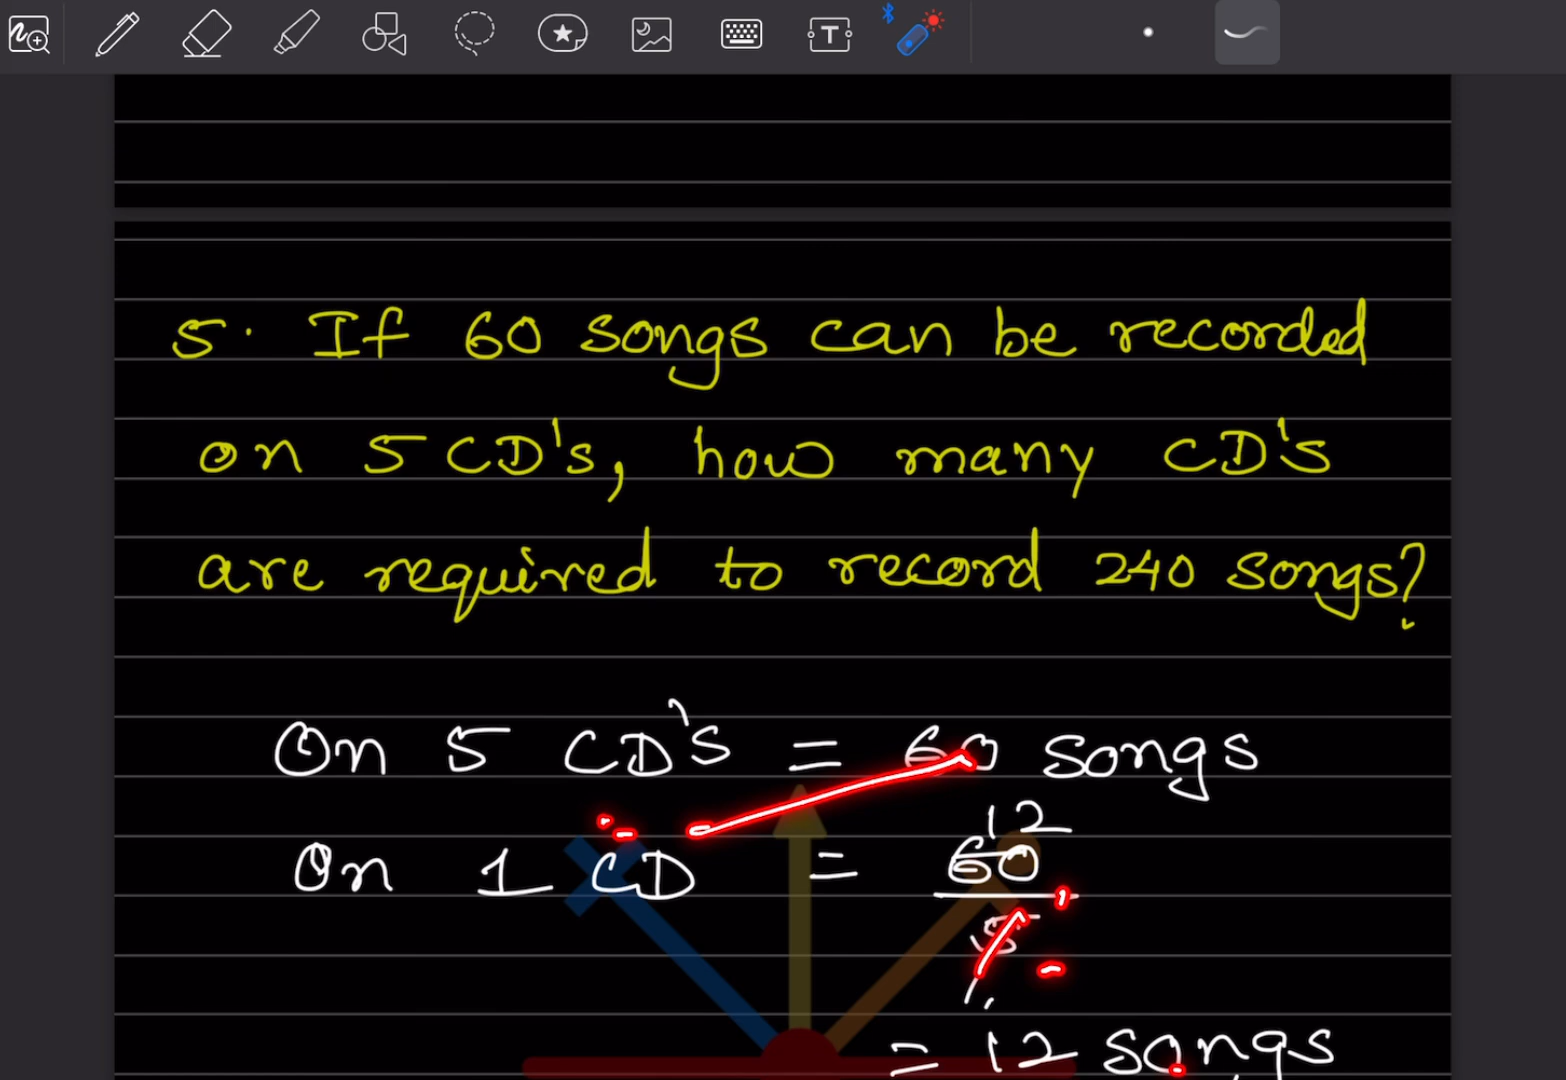 5. If 60 songs can be recorded
on 5 CD's, how many CD's
are required to record 240 songs?
On 5 CD's = 60 songs
12
On 1 CD = 60
5
1
= 12 songs